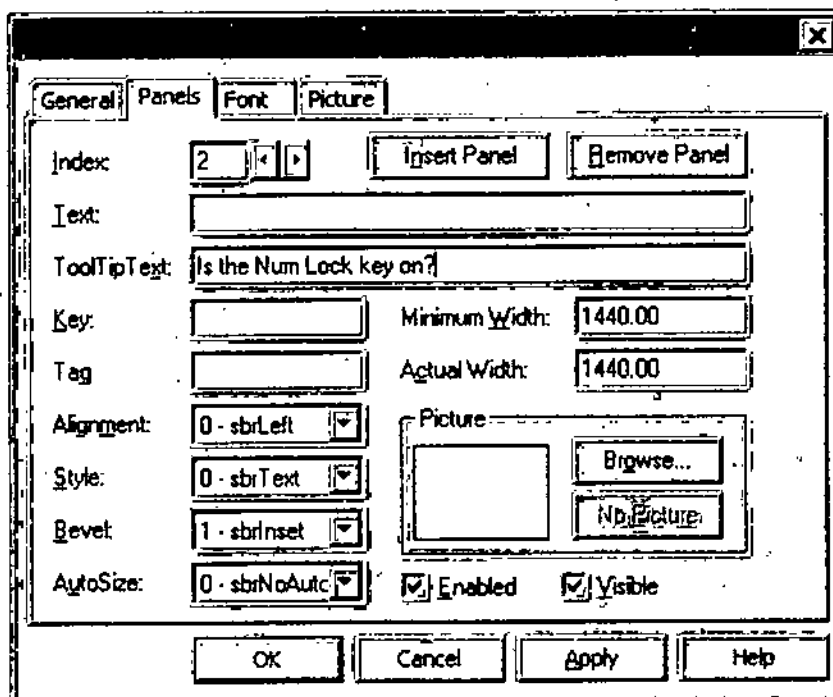 General Panels Font Picture
Index: 2 Insert Panel Remove Panel
Text:
ToolTipText: Is the Num Lock key on?
Key: Minimum Width: 1440.00
Tag Actual Width: 1440.00
Alignment: 0 - sbrLeft Picture
Style: 0 - sbrText Browse...
Bevel: 1 - sbrInset No Picture
AutoSize: 0 - sbrNoAutc Enabled Visible
OK Cancel Apply Help